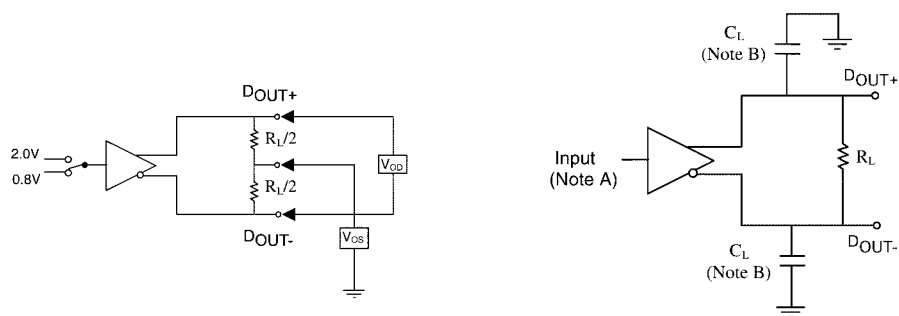 DOUT+
2.0V
0.8V
RL/2
RL/2
VOD
DOUT-
VOS
CL
(Note B)
DOUT+
Input
(Note A)
RL
DOUT-
CL
(Note B)